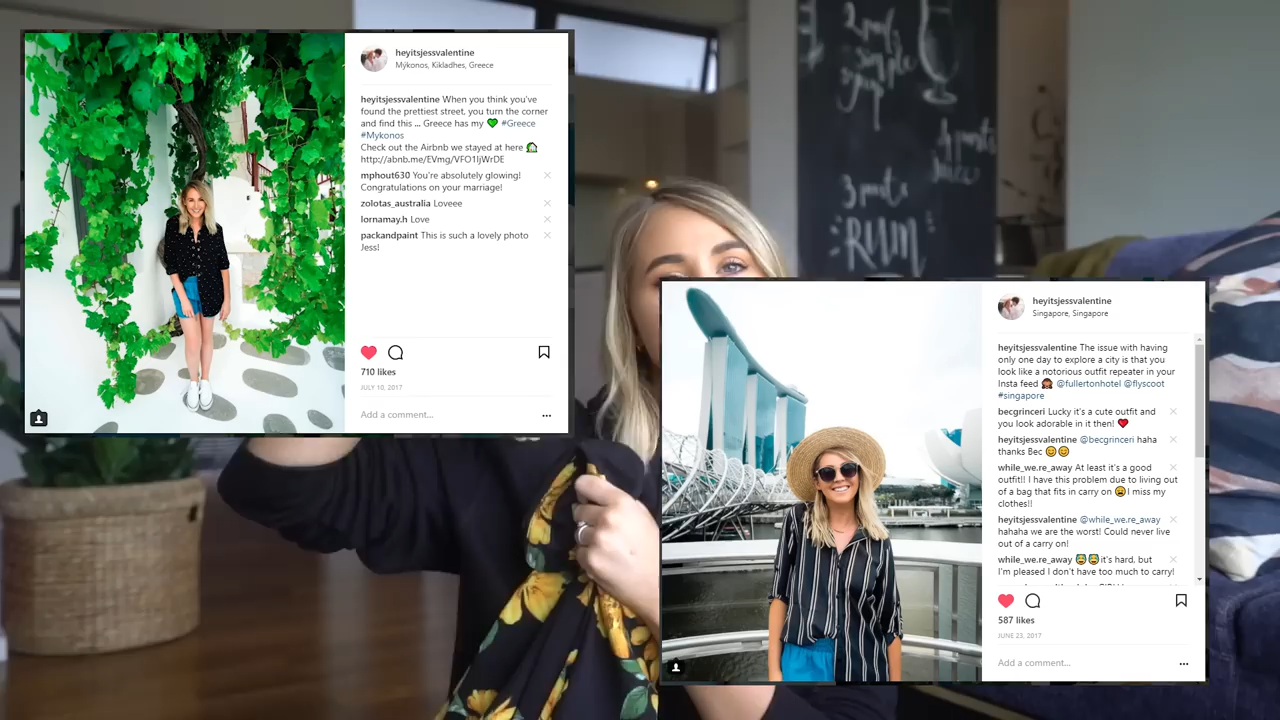 heyitsjessvalentine
Mýkonos, Kikladhes, Greece
heyitsjessvalentine When you think you've
found the prettiest street, you turn the corner
and find this ... Greece has my 💚 #Greece
#Mykonos
Check out the Airbnb we stayed at here 🏡
http://abnb.me/EVmg/VFO1IjWrDE
mphout630 You're absolutely glowing!
Congratulations on your marriage!
zolotas_australia Loveee
lornamay.h Love
packandpaint This is such a lovely photo
Jess!
710 likes
JULY 10, 2017
Add a comment...
heyitsjessvalentine
Singapore, Singapore
heyitsjessvalentine The issue with having
only one day to explore a city is that you
look like a notorious outfit repeater in your
Insta feed 🙈 @fullertonhotel @flyscoot
#singapore
becgrinceri Lucky it's a cute outfit and
you look adorable in it then! ❤️
heyitsjessvalentine @becgrinceri haha
thanks Bec 😊😊
while_we.re_away At least it's a good
outfit!! I have this problem due to living out
of a bag that fits in carry on 😩I miss my
clothes!!
heyitsjessvalentine @while_we.re_away
hahaha we are the worst! Could never live
out of a carry on!
while_we.re_away 😭😭it's hard, but
I'm pleased I don't have too much to carry!
587 likes
JUNE 23, 2017
Add a comment...
3 parts
RUM